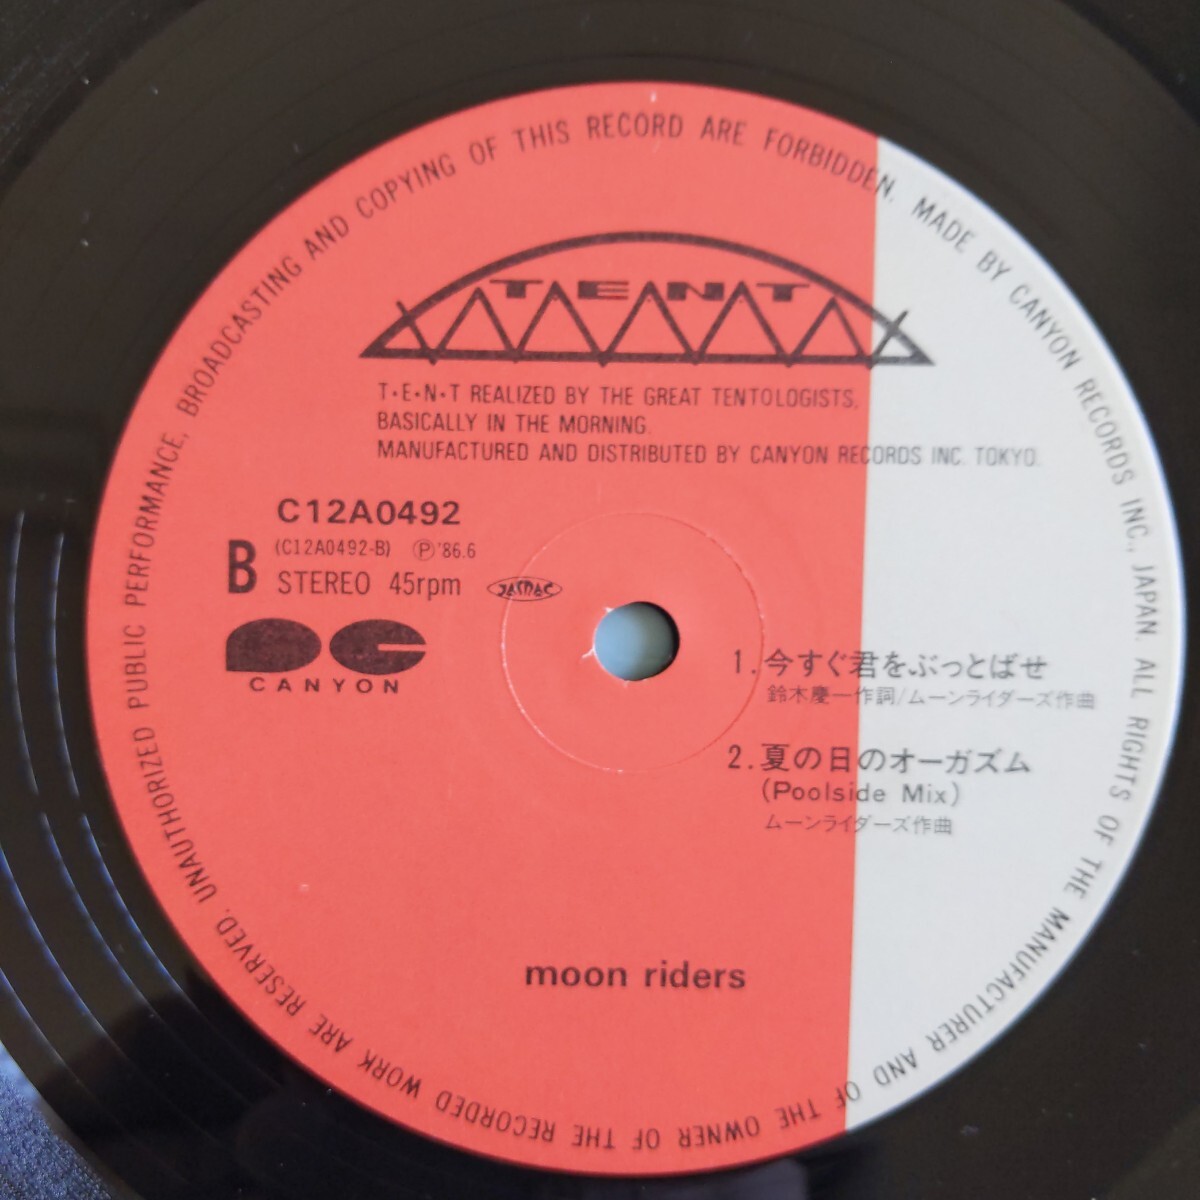 UNAUTHORIZED PUBLIC PERFORMANCE, BROADCASTING AND COPYING OF THIS RECORD ARE FORBIDDEN. MADE BY CANYON RECORDS INC., JAPAN. ALL RIGHTS OF THE MANUFACTURER AND OF THE OWNER OF THE RECORDED WORK ARE RESERVED.
TENT
T•E•N•T REALIZED BY THE GREAT TENTOLOGISTS,
BASICALLY IN THE MORNING.
MANUFACTURED AND DISTRIBUTED BY CANYON RECORDS INC. TOKYO.
C12A0492
B
(C12A0492-B) Ⓟ'86.6
STEREO 45rpm
JASRAC
CANYON
1. 今すぐ君をぶっとばせ
鈴木慶一作詞/ムーンライダーズ作曲
2. 夏の日のオーガズム
(Poolside Mix)
ムーンライダーズ作曲
moon riders